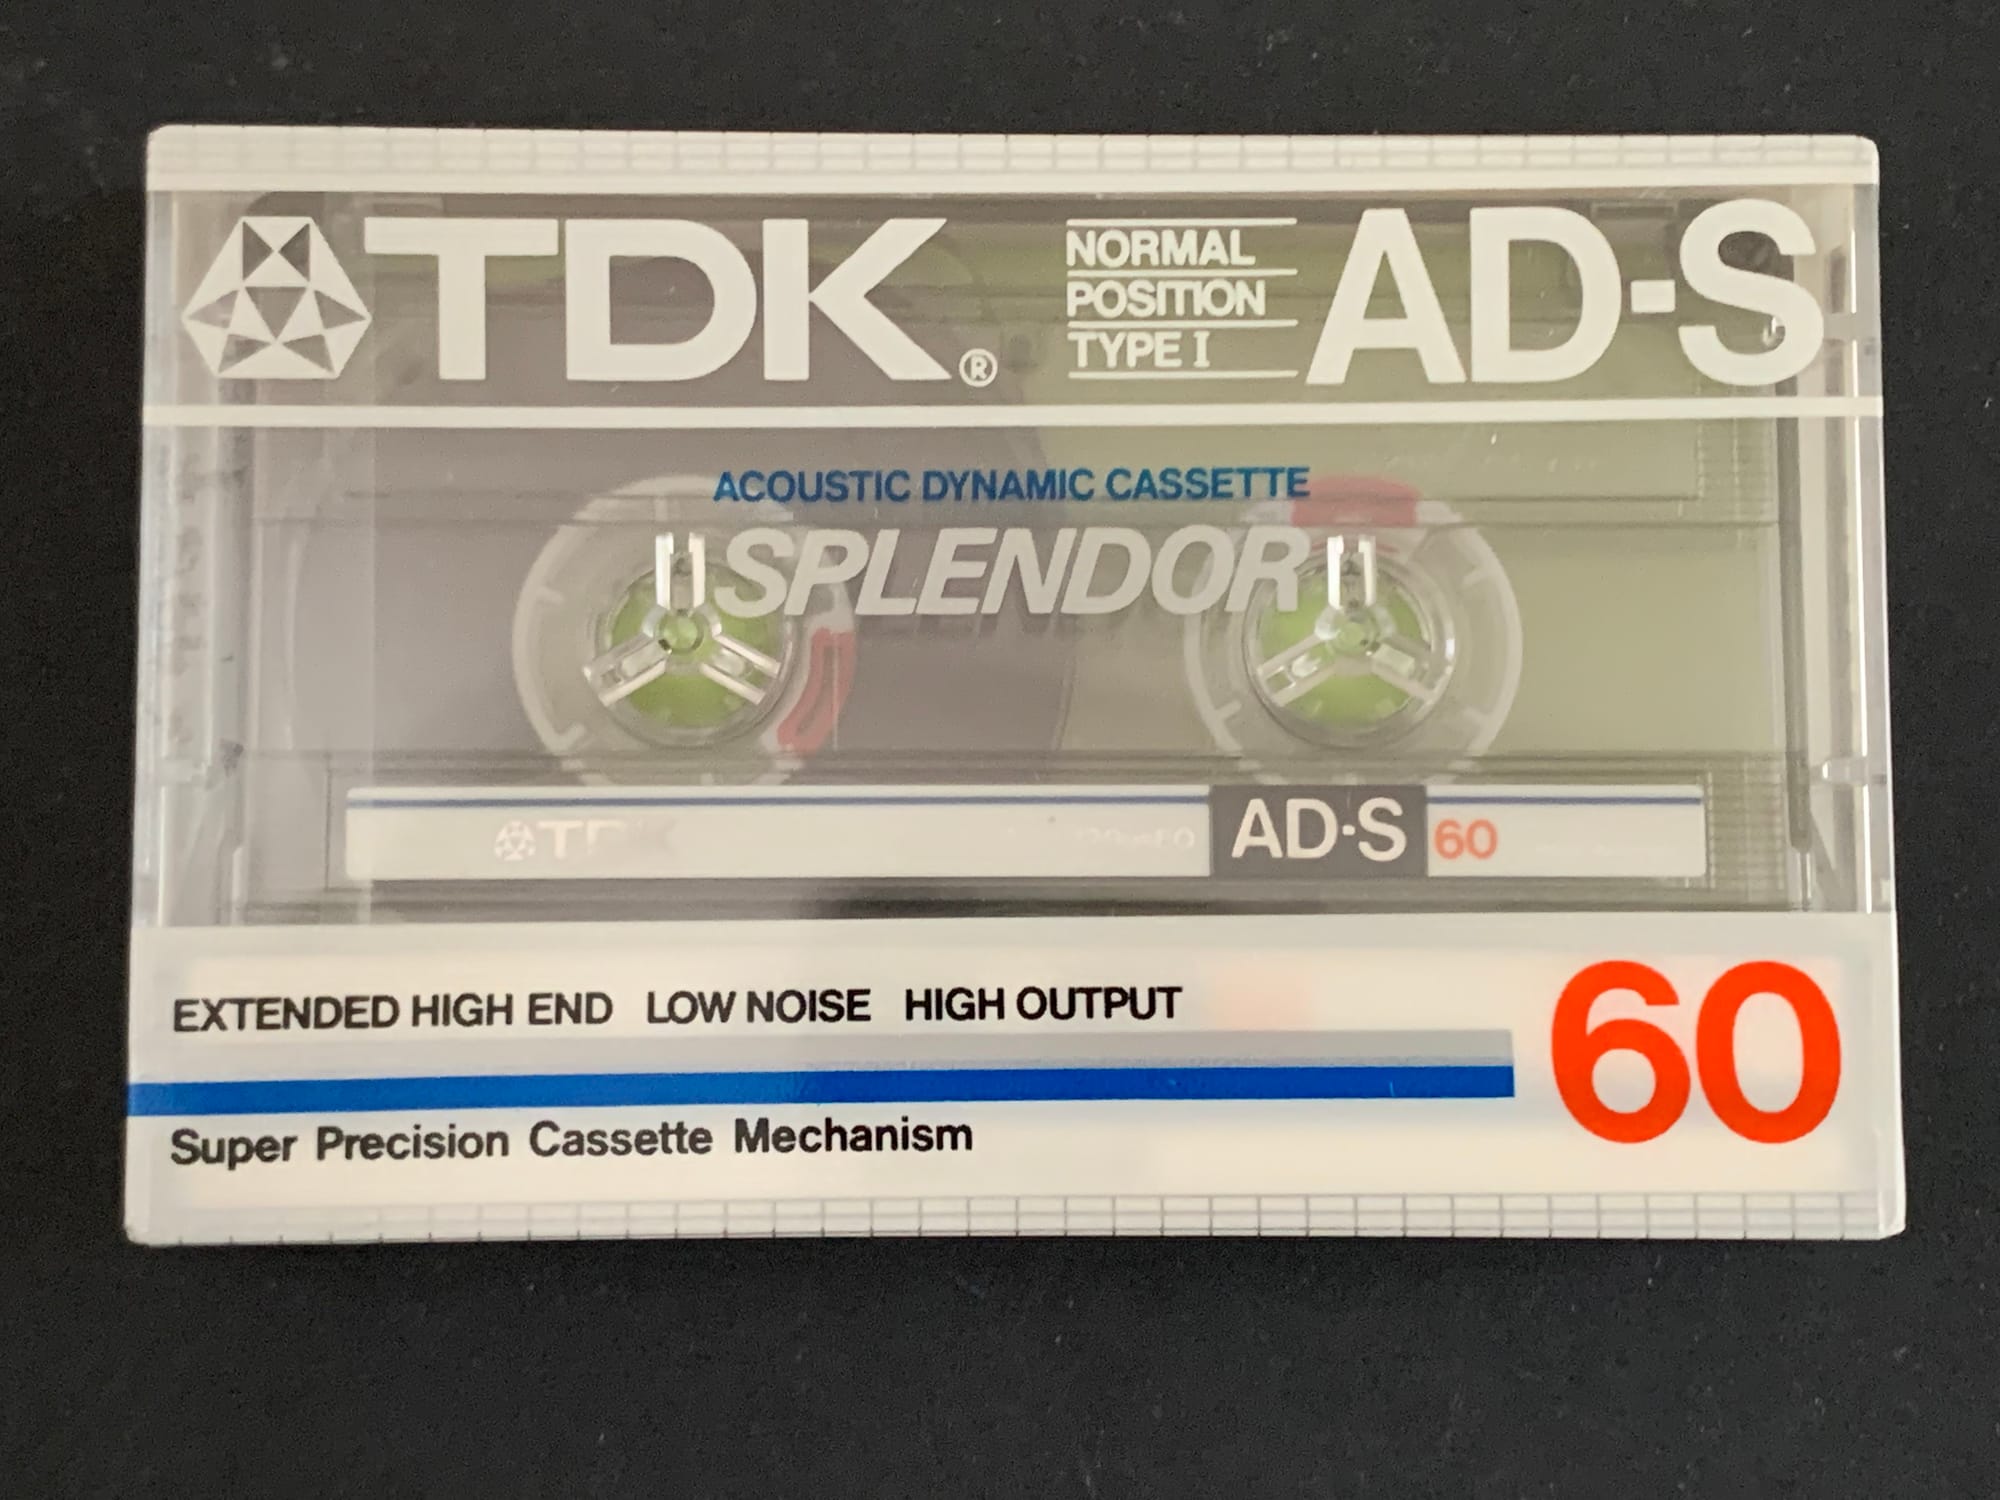 TDK®
NORMAL
POSITION
TYPE I
AD-S
ACOUSTIC DYNAMIC CASSETTE
SPLENDOR
TDK
AD·S
60
EXTENDED HIGH END LOW NOISE HIGH OUTPUT
60
Super Precision Cassette Mechanism